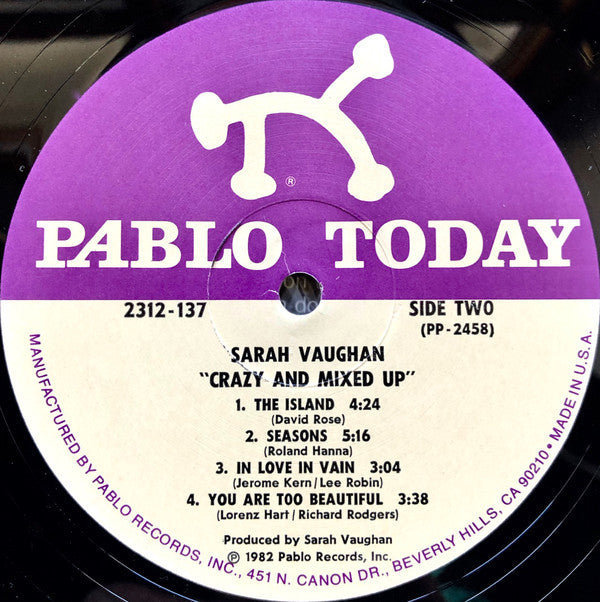 ®
PABLO TODAY
2312-137
SIDE TWO
(PP-2458)
SARAH VAUGHAN
"CRAZY AND MIXED UP"
1. THE ISLAND 4:24
(David Rose)
2. SEASONS 5:16
(Roland Hanna)
3. IN LOVE IN VAIN 3:04
(Jerome Kern/Lee Robin)
4. YOU ARE TOO BEAUTIFUL 3:38
(Lorenz Hart/Richard Rodgers)
Produced by Sarah Vaughan
℗ 1982 Pablo Records, Inc.
MANUFACTURED BY PABLO RECORDS, INC., 451 N. CANON DR., BEVERLY HILLS, CA 90210 • MADE IN U.S.A.